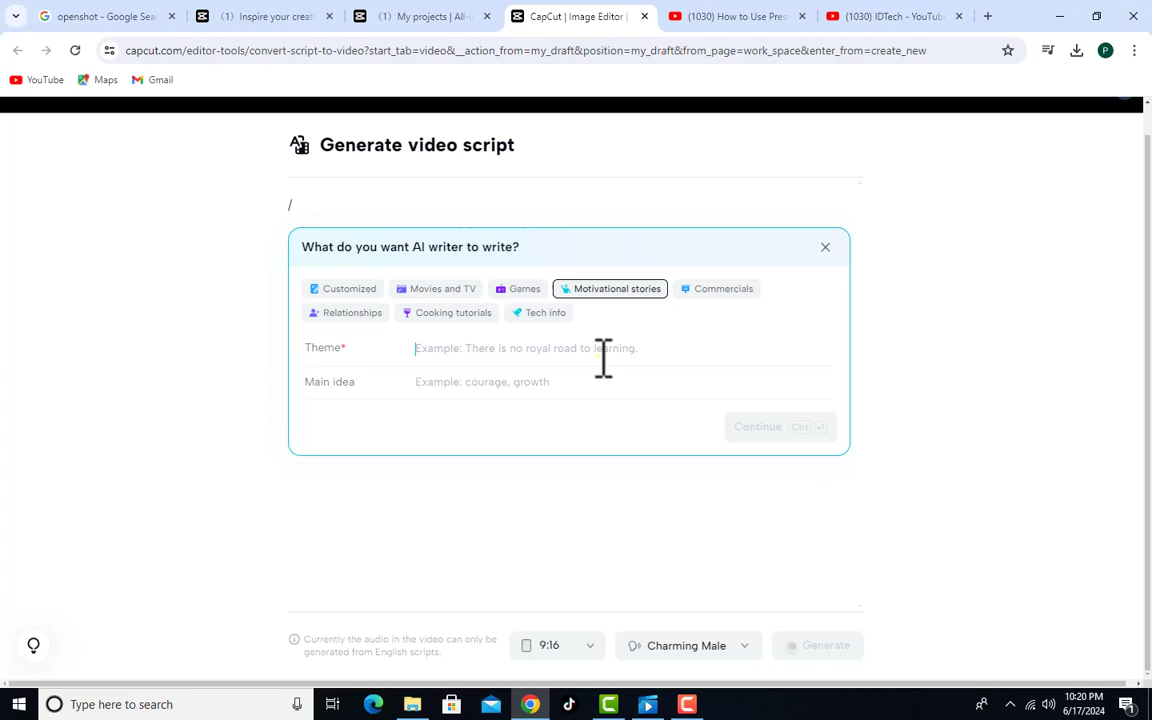 openshot - Google Sea
(1) Inspire your creat
(1) My projects | All-i
CapCut | Image Editor |
(1030) How to Use Pres
(1030) IDTech - YouTub
capcut.com/editor-tools/convert-script-to-video?start_tab=video&__action_from=my_draft&position=my_draft&from_page=work_space&enter_from=create_new
P
YouTube Maps Gmail
Generate video script
/
What do you want AI writer to write?
Customized Movies and TV Games Motivational stories Commercials
Relationships Cooking tutorials Tech info
Theme* Example: There is no royal road to learning.
Main idea Example: courage, growth
Continue Ctrl
Currently the audio in the video can only be
generated from English scripts.
9:16
Charming Male
Generate
Type here to search
10:20 PM
6/17/2024
1